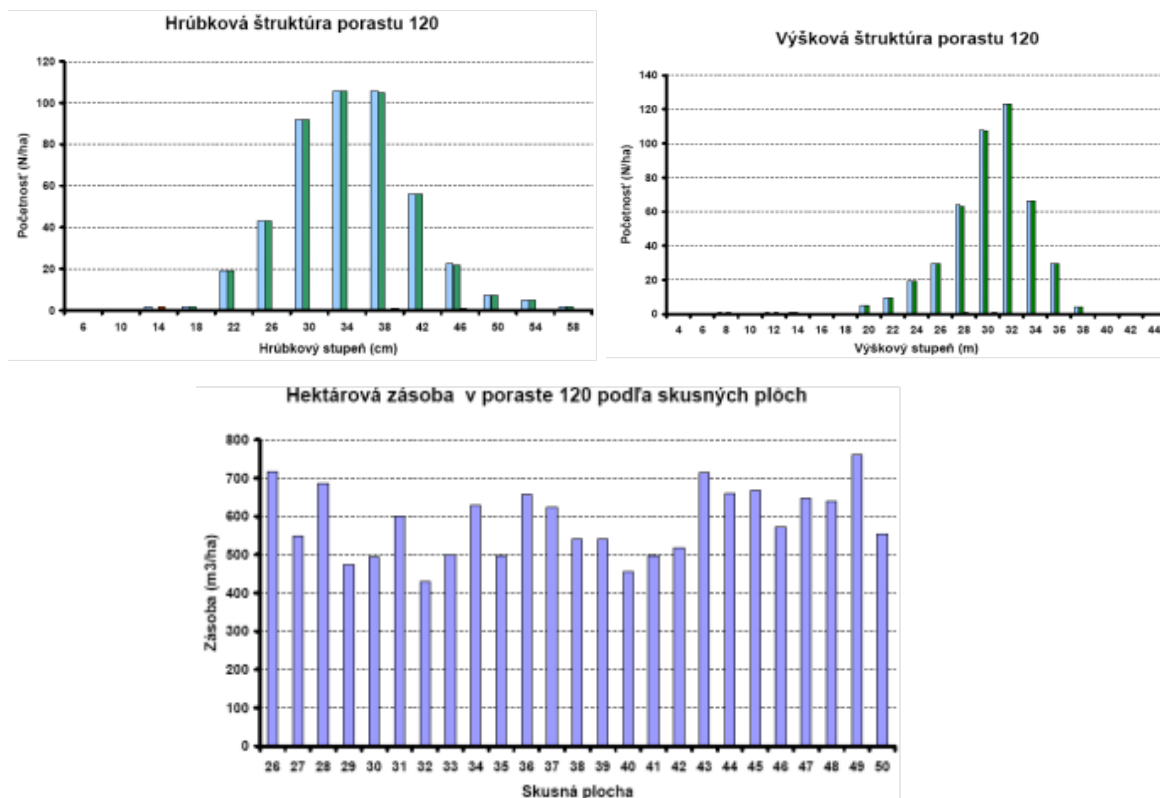 Hrúbková štruktúra porastu 120
Početnosť (N/ha)
120
100
80
60
40
20
0
6 10 14 18 22 26 30 34 38 42 46 50 54 58
Hrúbkový stupeň (cm)
Výšková štruktúra porastu 120
Početnosť (N/ha)
140
120
100
80
60
40
20
0
4 6 8 10 12 14 16 18 20 22 24 26 28 30 32 34 36 38 40 42 44
Výškový stupeň (m)
Hektárová zásoba v poraste 120 podľa skusných plôch
Zásoba (m3/ha)
800
700
600
500
400
300
200
100
0
26 27 28 29 30 31 32 33 34 35 36 37 38 39 40 41 42 43 44 45 46 47 48 49 50
Skusná plocha